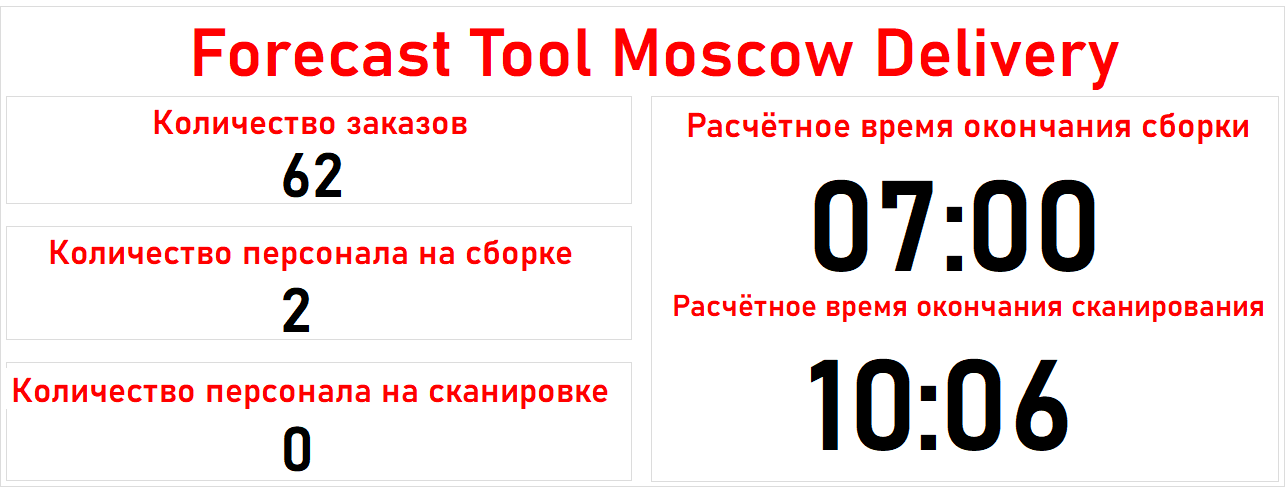 Forecast Tool Moscow Delivery
Количество заказов
62
Количество персонала на сборке
2
Количество персонала на сканировке
0
Расчётное время окончания сборки
07:00
Расчётное время окончания сканирования
10:06